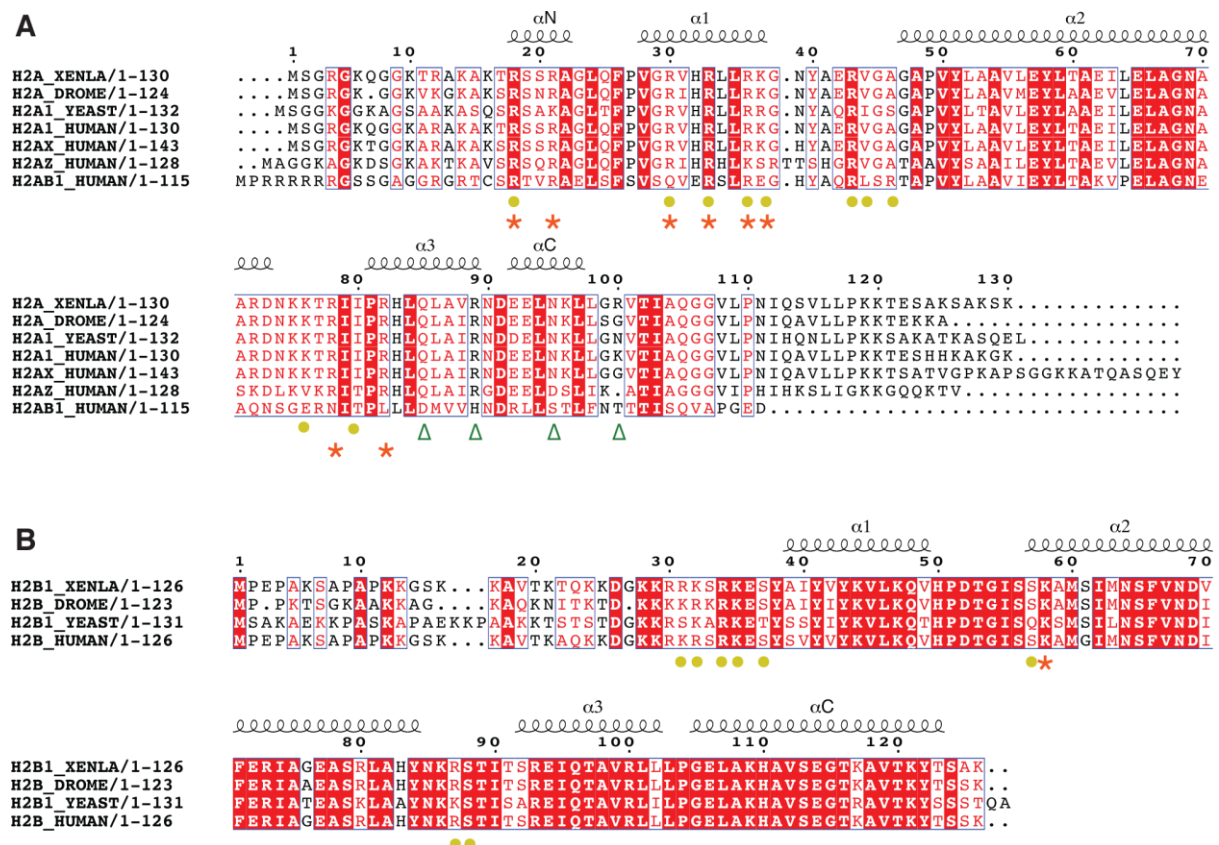 A
αN α1 α2
1 10 20 30 40 50 60 70
H2A_XENLA/1-130 ....MSGRGKQGGKTRAKAKTRSSRAGLQFPVGRVHRLLRKG.NYAERVGAGAPVYLAAVLEYLTAEILELAGNA
H2A_DROME/1-124 ....MSGRGK.GGKVKGKAKSRSNRAGLQFPVGRIHRLLRKG.NYAERVGAGAPVYLAAVMEYLAAEVLELAGNA
H2A1_YEAST/1-132 ...MSGGKGGKAGSAAKASQSRSAKAGLTFPVGRVHRLLRRG.NYAQRIGSGAPVYLTAVLEYLAAEILELAGNA
H2A1_HUMAN/1-130 ....MSGRGKQGGKARAKAKTRSSRAGLQFPVGRVHRLLRKG.NYAERVGAGAPVYLAAVLEYLTAEILELAGNA
H2AX_HUMAN/1-143 ....MSGRGKTGGKARAKAKSRSSRAGLQFPVGRVHRLLRKG.HYAERVGAGAPVYLAAVLEYLTAEILELAGNA
H2AZ_HUMAN/1-128 ..MAGGKAGKDSGKAKTKAVSRSQRAGLQFPVGRIHRHLKSRTTSHGRVGATAAVYSAAILEYLTAEVLELAGNA
H2AB1_HUMAN/1-115 MPRRRRRRGSSGAGGRGRTCSRTVRAELSFSVSQVERSLREG.HYAQRLSRTAPVYLAAVIEYLTAKVPELAGNE
α3 αC
80 90 100 110 120 130
H2A_XENLA/1-130 ARDNKKTRIIPRHLQLAVRNDEELNKLLGRVTIAQGGVLPNIQSVLLPKKTESAKSAKSK.............
H2A_DROME/1-124 ARDNKKTRIIPRHLQLAIRNDEELNKLLSGVTIAQGGVLPNIQAVLLPKKTEKKA..................
H2A1_YEAST/1-132 ARDNKKTRIIPRHLQLAIRNDDELNKLLGNVTIAQGGVLPNIHQNLLPKKSAKATKASQEL............
H2A1_HUMAN/1-130 ARDNKKTRIIPRHLQLAIRNDEELNKLLGKVTIAQGGVLPNIQAVLLPKKTESHHKAKGK.............
H2AX_HUMAN/1-143 ARDNKKTRIIPRHLQLAIRNDEELNKLLGGVTIAQGGVLPNIQAVLLPKKTSATVGPKAPSGGKKATQASQEY
H2AZ_HUMAN/1-128 SKDLKVKRITPRHLQLAIRGDEELDSLIK.ATIAGGGVIPHIHKSLIGKKGQQKTV.................
H2AB1_HUMAN/1-115 AQNSGERNITPLLLDMVVHNDRLLSTLFNTTTISQVAPGED................................
B
α1 α2
1 10 20 30 40 50 60 70
H2B1_XENLA/1-126 MPEPAKSAPAPKKGSK...KAVTKTQKKDGKKRRKSRKESYAIYVYKVLKQVHPDTGISSKAMSIMNSFVNDV
H2B_DROME/1-123 MP.PKTSGKAAKKAG....KAQKNITKTD.KKKKRKRKESYAIYIYKVLKQVHPDTGISSKAMSIMNSFVNDI
H2B1_YEAST/1-131 MSAKAEKKPASKAPAEKKPAAKKTSTSTDGKKRSKARKETYSSYIYKVLKQTHPDTGISQKSMSILNSFVNDI
H2B_HUMAN/1-126 MPEPAKSAPAPKKGSK...KAVTKAQKKDGKKRKRSRKESYSIYVYKVLKQVHPDTGISSKAMGIMNSFVNDI
α3 αC
80 90 100 110 120
H2B1_XENLA/1-126 FERIAGEASRLAHYNKRSTITSREIQTAVRLLLPGELAKHAVSEGTKAVTKYTSAK..
H2B_DROME/1-123 FERIAAEASRLAHYNKRSTITSREIQTAVRLLLPGELAKHAVSEGTKAVTKYTSSK..
H2B1_YEAST/1-131 FERIATEASKLAAYNKKSTISAREIQTAVRLILPGELAKHAVSEGTRAVTKYSSSTQA
H2B_HUMAN/1-126 FERIAGEASRLAHYNKRSTITSREIQTAVRLLLPGELAKHAVSEGTKAVTKYTSSK..